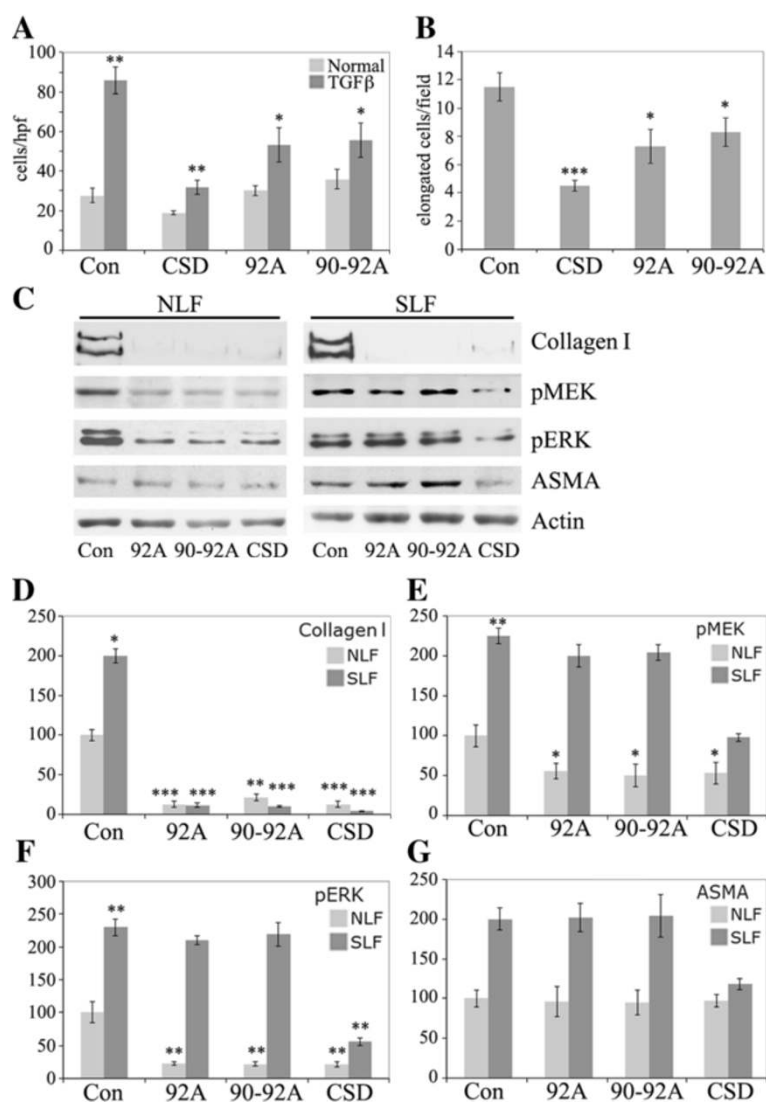 A
**
100
80
60
40
20
0
cells/hpf
Normal
TGFβ
**
*
*
Con CSD 92A 90-92A
B
14
12
10
8
6
4
2
0
elongated cells/field
***
*
*
Con CSD 92A 90-92A
C
NLF SLF
Collagen I
pMEK
pERK
ASMA
Actin
Con 92A 90-92A CSD Con 92A 90-92A CSD
D
250
200
150
100
50
0
Collagen I
NLF
SLF
*
*** *** ** *** *** ***
Con 92A 90-92A CSD
E
250
200
150
100
50
0
pMEK
NLF
SLF
**
* * *
Con 92A 90-92A CSD
F
300
250
200
150
100
50
0
pERK
NLF
SLF
**
** ** ** **
Con 92A 90-92A CSD
G
250
200
150
100
50
0
ASMA
NLF
SLF
Con 92A 90-92A CSD